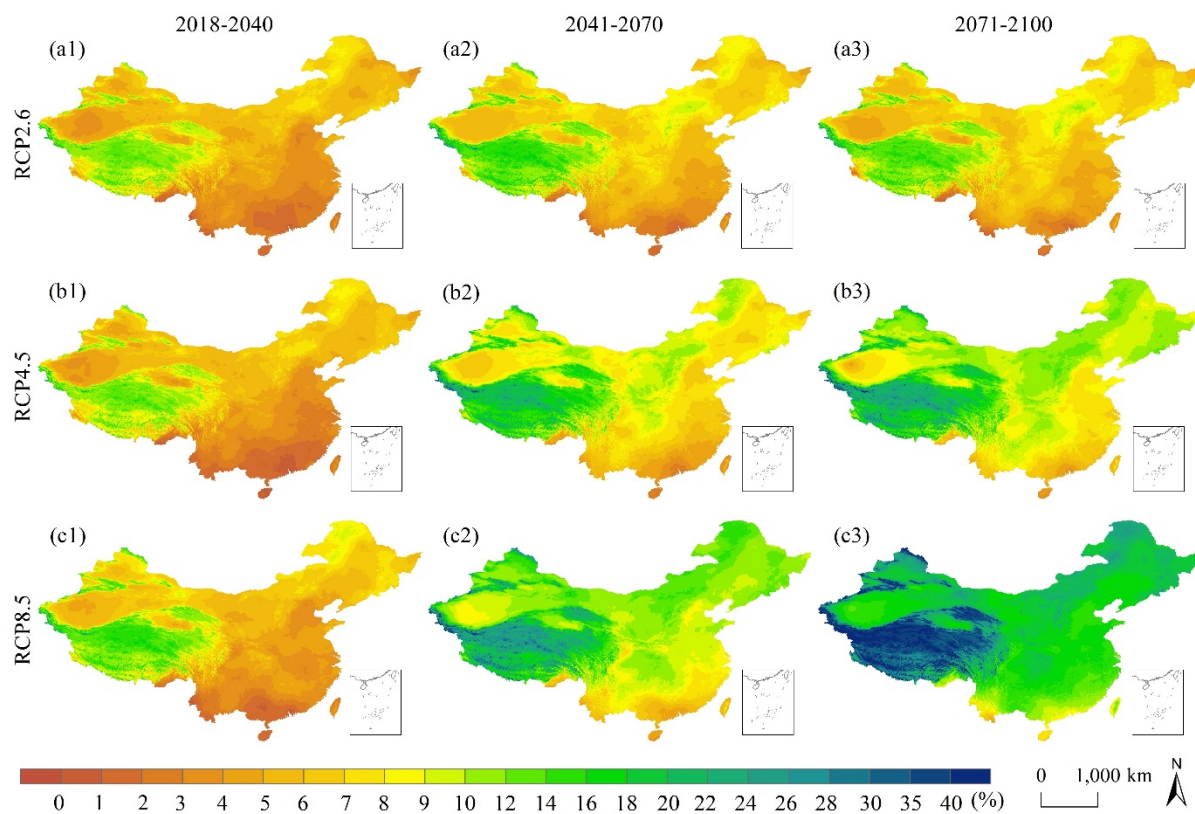 2018-2040 2041-2070 2071-2100
(a1) (a2) (a3)
RCP2.6
(b1) (b2) (b3)
RCP4.5
(c1) (c2) (c3)
RCP8.5
0 1 2 3 4 5 6 7 8 9 10 12 14 16 18 20 22 24 26 28 30 35 40 (%)
0 1,000 km
N